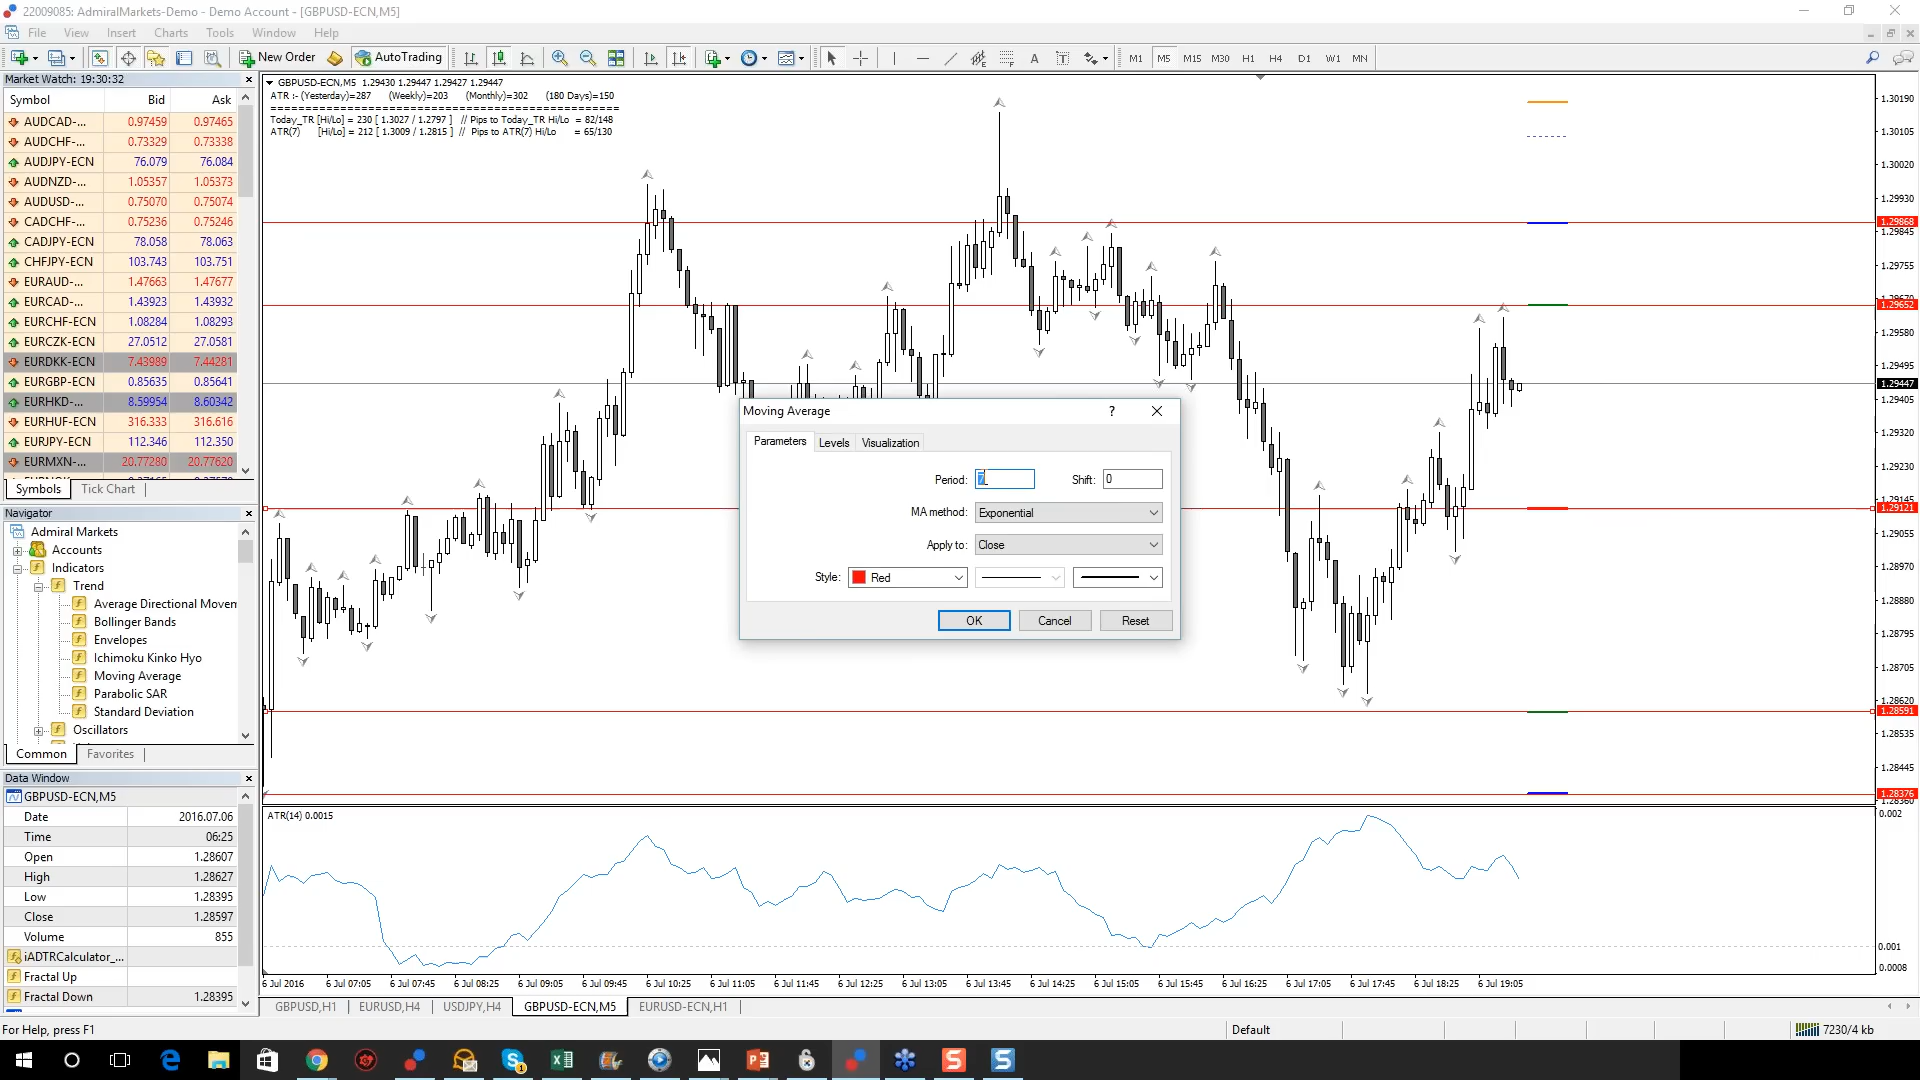 22009085: AdmiralMarkets-Demo - Demo Account - [GBPUSD-ECN,M5]
File View Insert Charts Tools Window Help
New Order AutoTrading M1 M5 M15 M30 H1 H4 D1 W1 MN
Market Watch: 19:30:32
Symbol Bid Ask
AUDCAD-... 0.97459 0.97465
AUDCHF-... 0.73329 0.73338
AUDJPY-ECN 76.079 76.084
AUDNZD-... 1.05357 1.05373
AUDUSD-... 0.75070 0.75074
CADCHF-... 0.75236 0.75246
CADJPY-ECN 78.058 78.063
CHFJPY-ECN 103.743 103.751
EURAUD-... 1.47663 1.47677
EURCAD-... 1.43923 1.43932
EURCHF-ECN 1.08284 1.08293
EURCZK-ECN 27.0512 27.0581
EURDKK-ECN 7.43989 7.44281
EURGBP-ECN 0.85635 0.85641
EURHKD-... 8.59954 8.60342
EURHUF-ECN 316.333 316.616
EURJPY-ECN 112.346 112.350
EURMXN-... 20.77280 20.77620
Symbols Tick Chart
Navigator
Admiral Markets
Accounts
Indicators
Trend
Average Directional Movem
Bollinger Bands
Envelopes
Ichimoku Kinko Hyo
Moving Average
Parabolic SAR
Standard Deviation
Oscillators
Common Favorites
Data Window
GBPUSD-ECN,M5
Date 2016.07.06
Time 06:25
Open 1.28607
High 1.28627
Low 1.28395
Close 1.28597
Volume 855
iADTRCalculator_...
Fractal Up
Fractal Down 1.28395
GBPUSD-ECN,M5 1.29430 1.29447 1.29427 1.29447
ATR :- (Yesterday)=287 (Weekly)=203 (Monthly)=302 (180 Days)=150
==================================================
Today_TR [Hi/Lo] = 230 [ 1.3027 / 1.2797 ] // Pips to Today_TR Hi/Lo = 82/148
ATR(7) [Hi/Lo] = 212 [ 1.3009 / 1.2815 ] // Pips to ATR(7) Hi/Lo = 65/130
1.30190
1.30105
1.30020
1.29930
1.29868
1.29845
1.29755
1.29652
1.29580
1.29495
1.29447
1.29405
1.29320
1.29230
1.29145
1.29121
1.29055
1.28970
1.28880
1.28795
1.28705
1.28620
1.28591
1.28535
1.28445
1.28376
1.28360
Moving Average ?
Parameters Levels Visualization
Period: 7 Shift: 0
MA method: Exponential
Apply to: Close
Style: Red
OK Cancel Reset
ATR(14) 0.0015
0.002
0.001
0.0008
6 Jul 2016 6 Jul 07:05 6 Jul 07:45 6 Jul 08:25 6 Jul 09:05 6 Jul 09:45 6 Jul 10:25 6 Jul 11:05 6 Jul 11:45 6 Jul 12:25 6 Jul 13:05 6 Jul 13:45 6 Jul 14:25 6 Jul 15:05 6 Jul 15:45 6 Jul 16:25 6 Jul 17:05 6 Jul 17:45 6 Jul 18:25 6 Jul 19:05
GBPUSD,H1 EURUSD,H4 USDJPY,H4 GBPUSD-ECN,M5 EURUSD-ECN,H1
For Help, press F1 Default 7230/4 kb